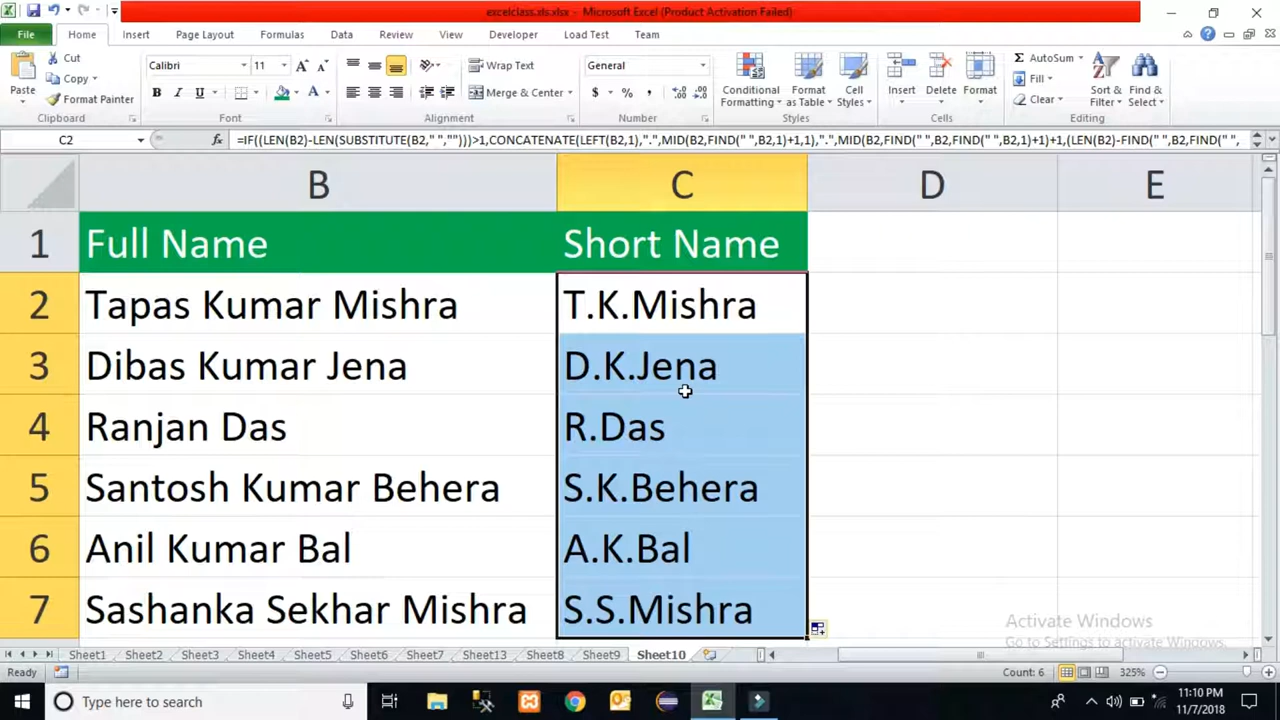 excelclass.xls.xlsx - Microsoft Excel (Product Activation Failed)
File Home Insert Page Layout Formulas Data Review View Developer Load Test Team
Paste Cut Copy Format Painter Clipboard
Calibri 11 B I U A A A Font
Wrap Text Merge & Center Alignment
General $ % , Number
Conditional Formatting Format as Table Cell Styles Styles
Insert Delete Format Cells
Σ AutoSum Fill Clear Sort & Filter Find & Select Editing
C2 fx =IF((LEN(B2)-LEN(SUBSTITUTE(B2," ","")))>1,CONCATENATE(LEFT(B2,1),".",MID(B2,FIND(" ",B2,1)+1,1),".",MID(B2,FIND(" ",B2,FIND(" ",B2,1)+1)+1,(LEN(B2)-FIND(" ",B2,FIND(" ",
B C D E
1 Full Name Short Name
2 Tapas Kumar Mishra T.K.Mishra
3 Dibas Kumar Jena D.K.Jena
4 Ranjan Das R.Das
5 Santosh Kumar Behera S.K.Behera
6 Anil Kumar Bal A.K.Bal
7 Sashanka Sekhar Mishra S.S.Mishra
Activate Windows
Go to Settings to activate Windows.
Sheet1 Sheet2 Sheet3 Sheet4 Sheet5 Sheet6 Sheet7 Sheet13 Sheet8 Sheet9 Sheet10
Ready Count: 6 325%
Type here to search 11:10 PM
11/7/2018